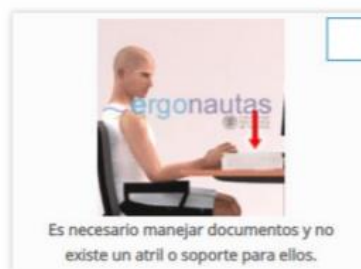 ergonautas
Es necesario manejar documentos y no
existe un atril o soporte para ellos.